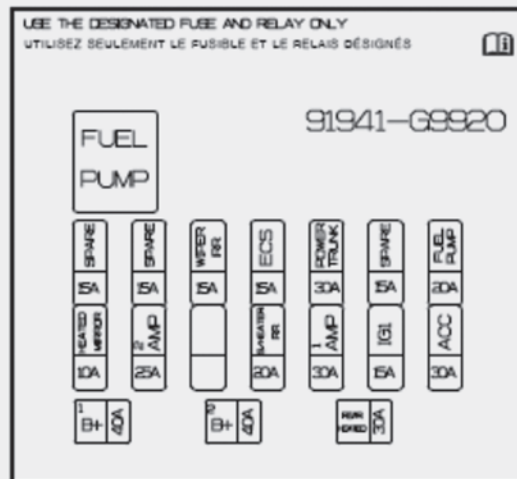 USE THE DESIGNATED FUSE AND RELAY ONLY
UTILISEZ SEULEMENT LE FUSIBLE ET LE RELAIS DÉSIGNÉS
91941-G9920
FUEL
PUMP
SPARE
SPARE
WIPER
RR
ECS
POWER
TRUNK
SPARE
FUEL
PUMP
15A
15A
15A
15A
30A
15A
20A
HEATED
MIRROR
2
AMP
S/HEATER
RR
1
AMP
IG1
ACC
10A
25A
20A
30A
15A
30A
1
B+
40A
2
B+
40A
REAR
HEATED
30A